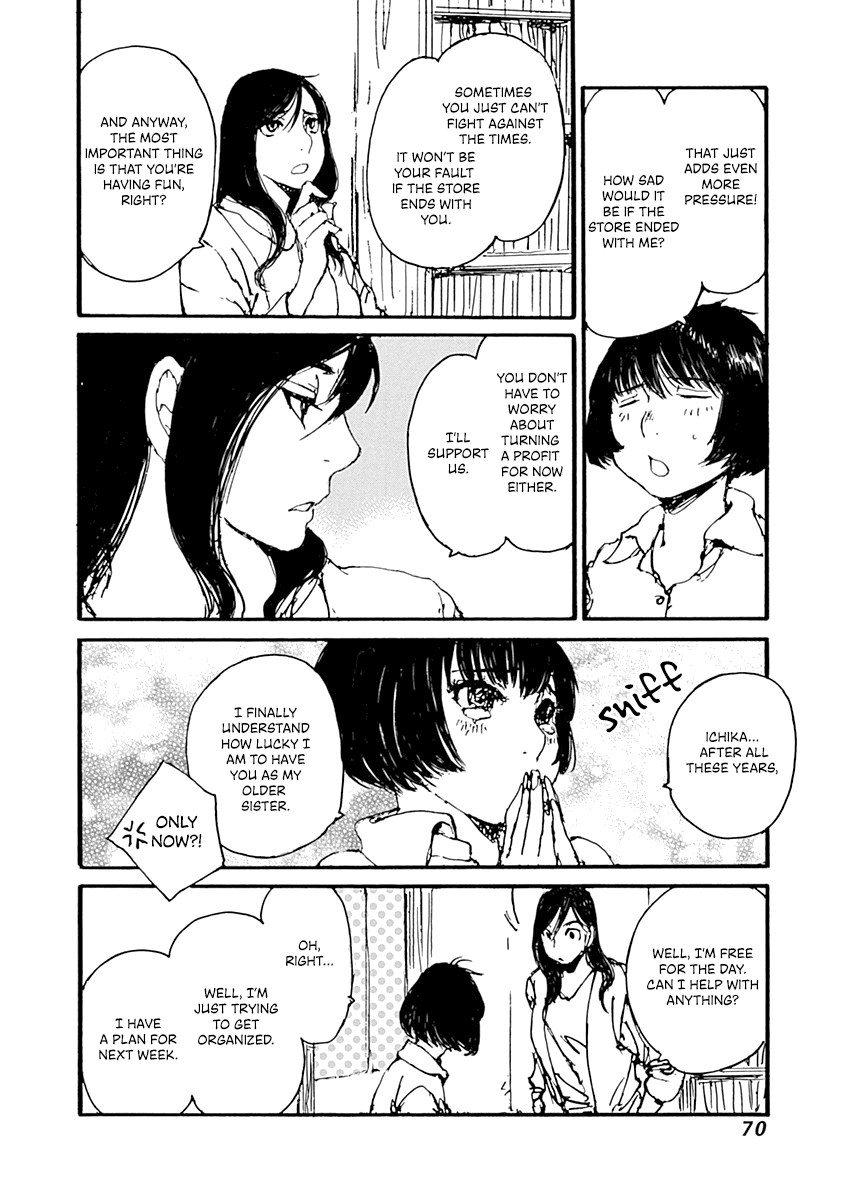 THAT JUST
ADDS EVEN
MORE
PRESSURE!
HOW SAD
WOULD IT
BE IF THE
STORE ENDED
WITH ME?
SOMETIMES
YOU JUST CAN'T
FIGHT AGAINST
THE TIMES.
IT WON'T BE
YOUR FAULT
IF THE STORE
ENDS WITH
YOU.
AND ANYWAY,
THE MOST
IMPORTANT THING
IS THAT YOU'RE
HAVING FUN,
RIGHT?
YOU DON'T
HAVE TO
WORRY
ABOUT
TURNING
A PROFIT
FOR NOW
EITHER.
I'LL
SUPPORT
US.
ICHIKA...
AFTER ALL
THESE YEARS,
sniff
I FINALLY
UNDERSTAND
HOW LUCKY I
AM TO HAVE
YOU AS MY
OLDER
SISTER.
ONLY
NOW?!
WELL, I'M FREE
FOR THE DAY.
CAN I HELP WITH
ANYTHING?
OH,
RIGHT...
WELL, I'M
JUST TRYING
TO GET
ORGANIZED.
I HAVE
A PLAN FOR
NEXT WEEK.
70